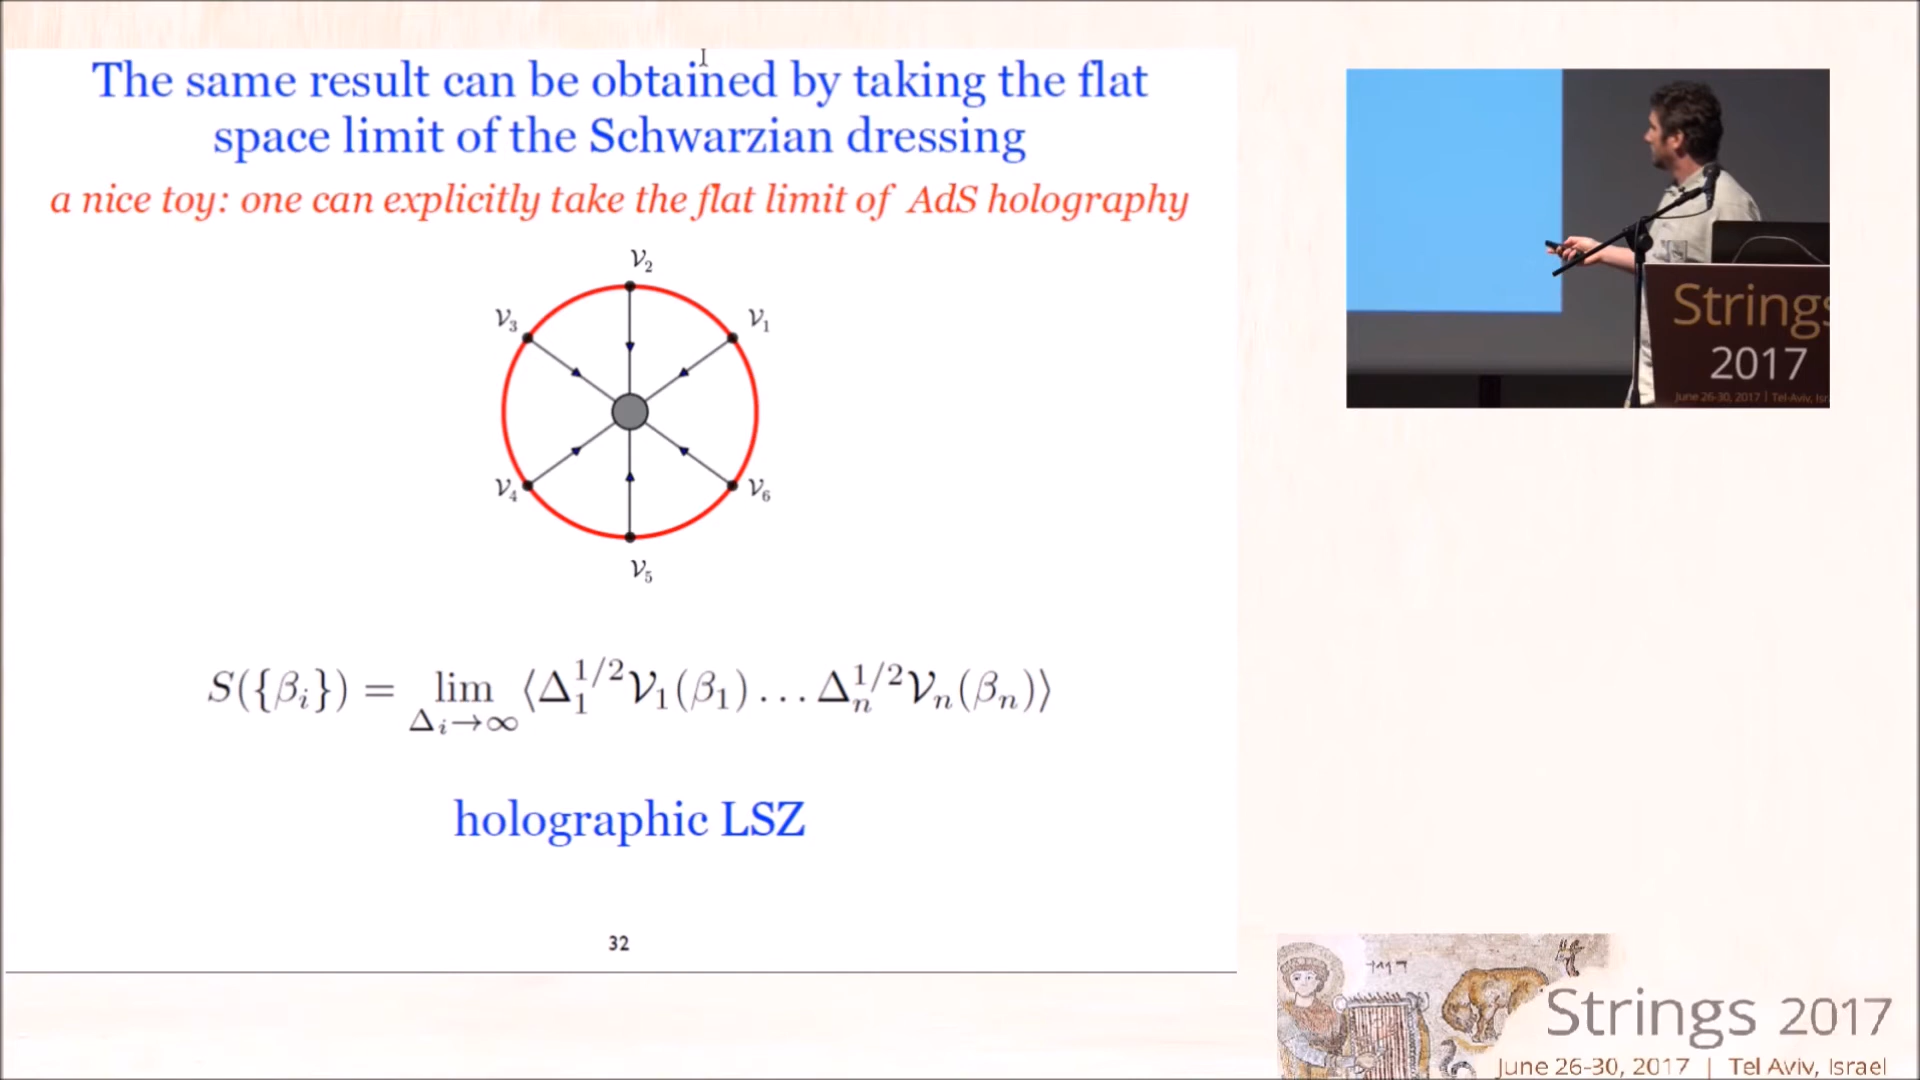 The same result can be obtained by taking the flat
space limit of the Schwarzian dressing
a nice toy: one can explicitly take the flat limit of AdS holography
𝒱₂
𝒱₃
𝒱₁
𝒱₄
𝒱₆
𝒱₅
S({β_i}) = lim_{Δ_i→∞} ⟨Δ_1^{1/2}𝒱_1(β_1) … Δ_n^{1/2}𝒱_n(β_n)⟩
holographic LSZ
32
Strings
2017
June 26-30, 2017 | Tel-Aviv, Isr
Strings 2017
June 26-30, 2017 | Tel Aviv, Israel